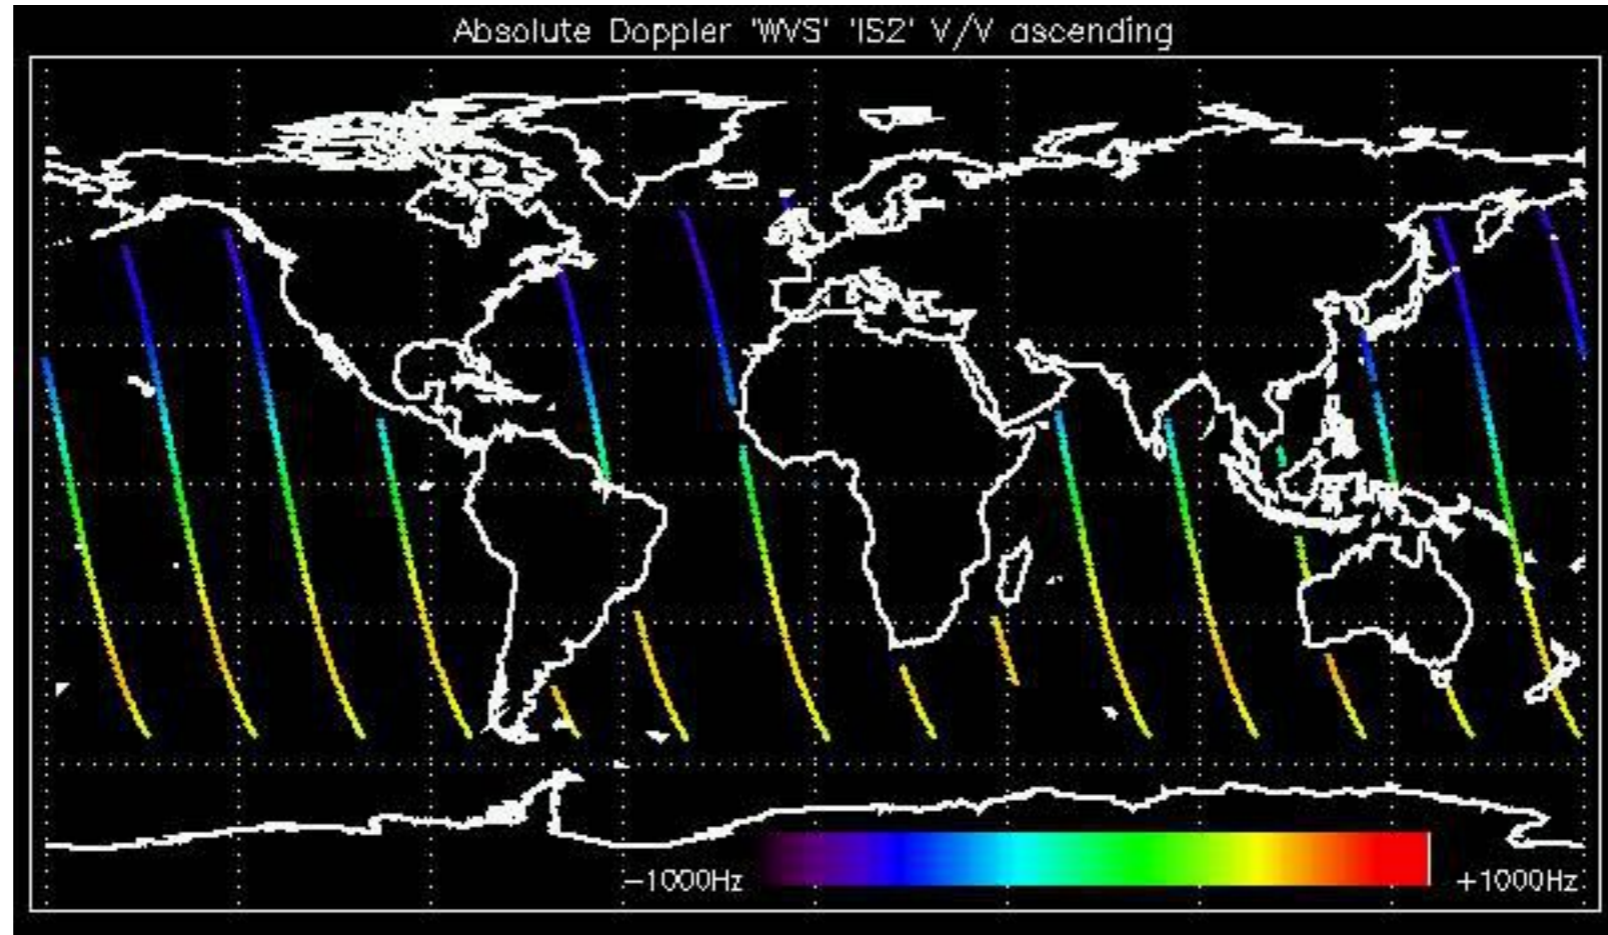 Absolute Doppler 'WVS' 'IS2' V/V ascending
−1000Hz
+1000Hz